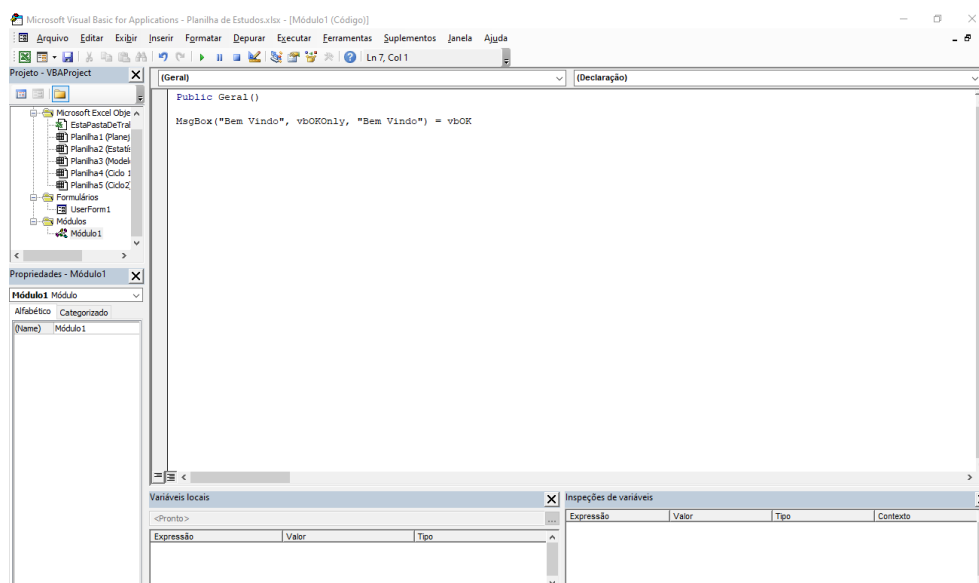 Microsoft Visual Basic for Applications - Planilha de Estudos.xlsx - [Módulo1 (Código)]
Arquivo Editar Exibir Inserir Formatar Depurar Executar Ferramentas Suplementos Janela Ajuda
Ln 7, Col 1
Projeto - VBAProject
Microsoft Excel Obje
EstaPastaDeTral
Planilha1 (Planej
Planilha2 (Estatís
Planilha3 (Model
Planilha4 (Ciclo 1
Planilha5 (Ciclo2)
Formulários
UserForm1
Módulos
Módulo1
Propriedades - Módulo1
Módulo1 Módulo
Alfabético Categorizado
(Name) Módulo1
(Geral) (Declaração)
Public Geral()
MsgBox("Bem Vindo", vbOKOnly, "Bem Vindo") = vbOK
Variáveis locais
<Pronto>
...
Expressão Valor Tipo
Inspeções de variáveis
Expressão Valor Tipo Contexto